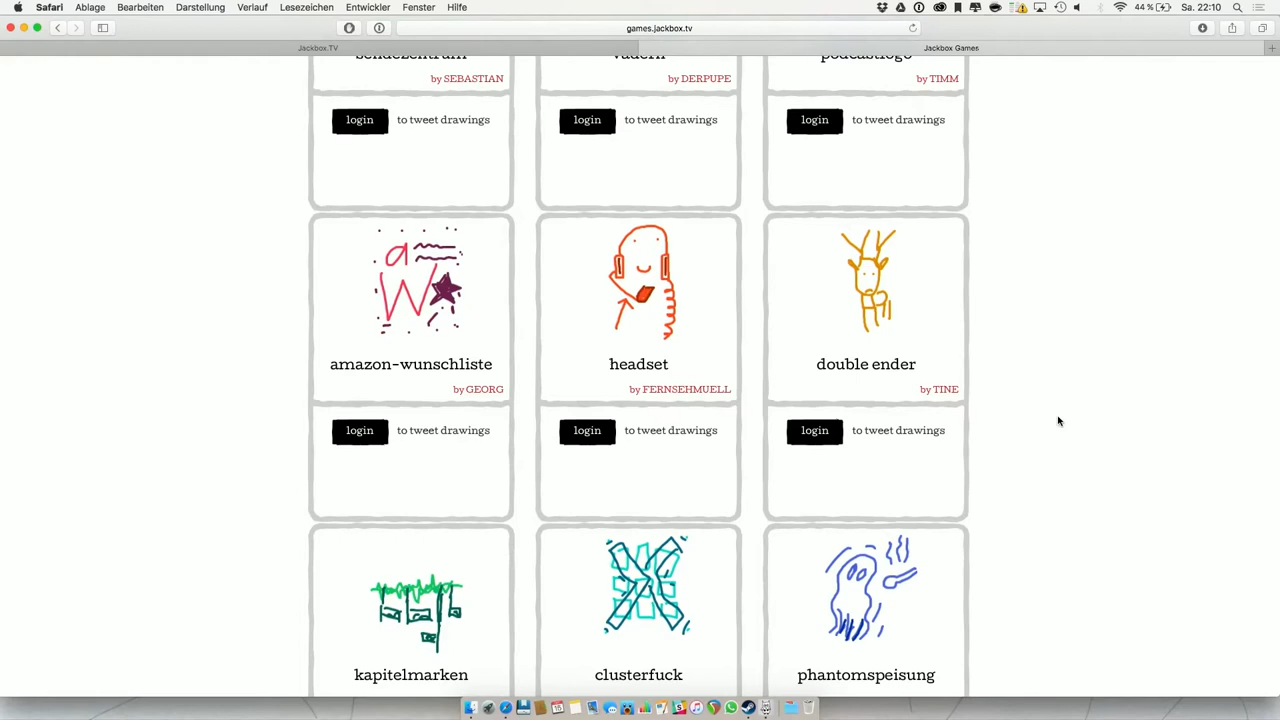 Safari Ablage Bearbeiten Darstellung Verlauf Lesezeichen Entwickler Fenster Hilfe 44 % Sa. 22:10
games.jackbox.tv
Jackbox.TV Jackbox Games
sendezentrum vadern podcastlogo
by SEBASTIAN by DERPUPE by TIMM
login to tweet drawings login to tweet drawings login to tweet drawings
a
W
amazon-wunschliste headset double ender
by GEORG by FERNSEHMUELL by TINE
login to tweet drawings login to tweet drawings login to tweet drawings
kapitelmarken clusterfuck phantomspeisung